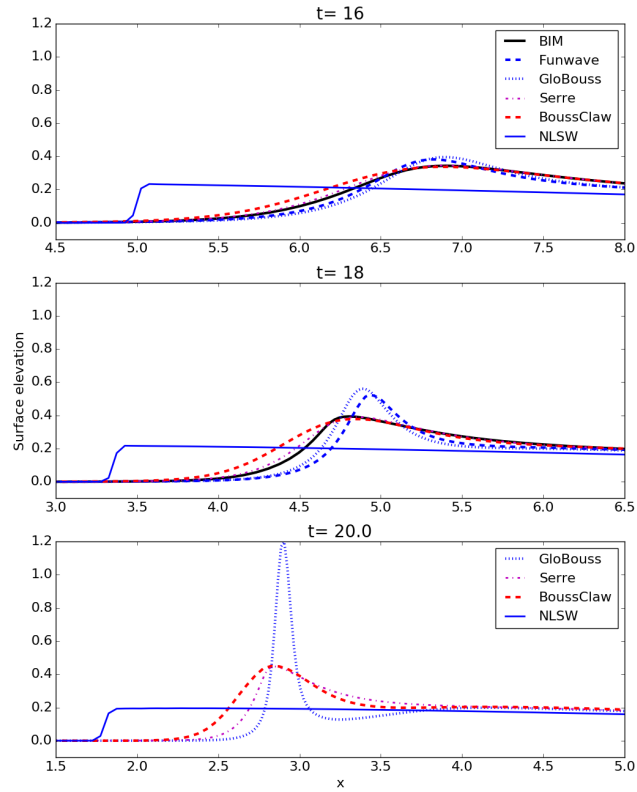 t= 16
1.2
1.0
0.8
0.6
0.4
0.2
0.0
BIM
Funwave
GloBouss
Serre
BoussClaw
NLSW
4.5 5.0 5.5 6.0 6.5 7.0 7.5 8.0
t= 18
Surface elevation
1.2
1.0
0.8
0.6
0.4
0.2
0.0
3.0 3.5 4.0 4.5 5.0 5.5 6.0 6.5
t= 20.0
1.2
1.0
0.8
0.6
0.4
0.2
0.0
GloBouss
Serre
BoussClaw
NLSW
1.5 2.0 2.5 3.0 3.5 4.0 4.5 5.0
x